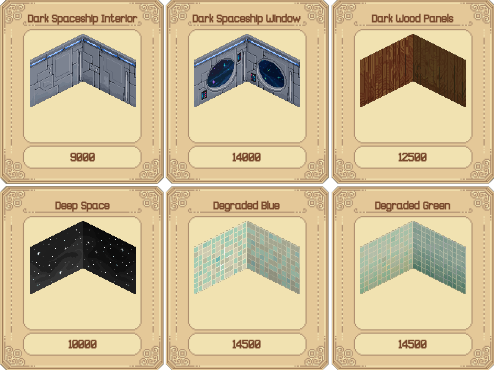 Dark Spaceship Interior
Dark Spaceship Window
Dark Wood Panels
9000
14000
12500
Deep Space
Degraded Blue
Degraded Green
10000
14500
14500